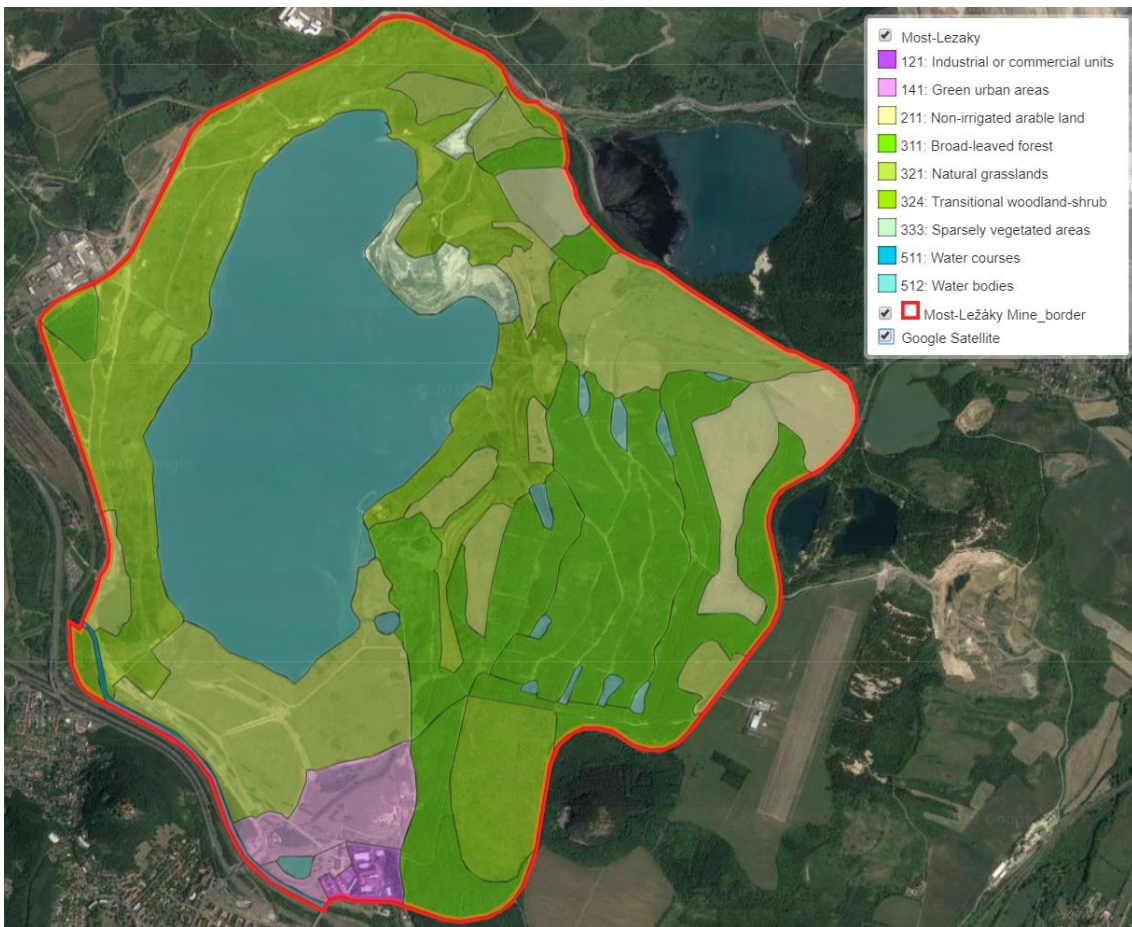 Most-Lezaky
121: Industrial or commercial units
141: Green urban areas
211: Non-irrigated arable land
311: Broad-leaved forest
321: Natural grasslands
324: Transitional woodland-shrub
333: Sparsely vegetated areas
511: Water courses
512: Water bodies
Most-Ležáky Mine_border
Google Satellite